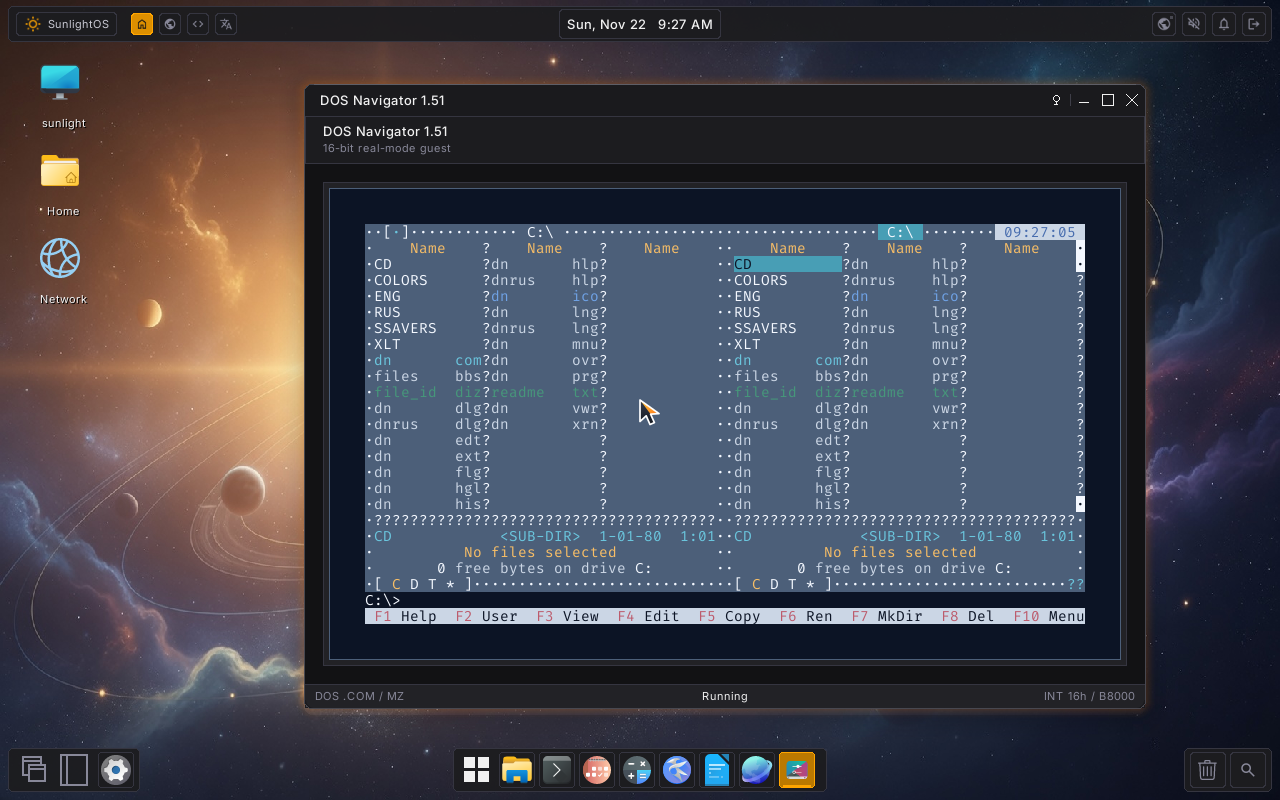 SunlightOS
Sun, Nov 22 9:27 AM
sunlight
Home
Network
DOS Navigator 1.51
DOS Navigator 1.51
16-bit real-mode guest
··[·]············ C:\ ··································· C:\ ········ 09:27:05
· Name ? Name ? Name ·· Name ? Name ? Name ·
·CD ?dn hlp? ··CD ?dn hlp? ·
·COLORS ?dnrus hlp? ··COLORS ?dnrus hlp? ?
·ENG ?dn ico? ··ENG ?dn ico? ?
·RUS ?dn lng? ··RUS ?dn lng? ?
·SSAVERS ?dnrus lng? ··SSAVERS ?dnrus lng? ?
·XLT ?dn mnu? ··XLT ?dn mnu? ?
·dn com?dn ovr? ··dn com?dn ovr? ?
·files bbs?dn prg? ··files bbs?dn prg? ?
·file_id diz?readme txt? ··file_id diz?readme txt? ?
·dn dlg?dn vwr? ··dn dlg?dn vwr? ?
·dnrus dlg?dn xrn? ··dnrus dlg?dn xrn? ?
·dn edt? ? ··dn edt? ? ?
·dn ext? ? ··dn ext? ? ?
·dn flg? ? ··dn flg? ? ?
·dn hgl? ? ··dn hgl? ? ?
·dn his? ? ··dn his? ? ·
·??????????????????????????????????????··??????????????????????????????????????·
·CD <SUB-DIR> 1-01-80 1:01··CD <SUB-DIR> 1-01-80 1:01·
· No files selected ·· No files selected ·
· 0 free bytes on drive C: ·· 0 free bytes on drive C: ·
·[ C D T * ]····························­·[ C D T * ]··························??
C:\>
F1 Help F2 User F3 View F4 Edit F5 Copy F6 Ren F7 MkDir F8 Del F10 Menu
DOS .COM / MZ
Running
INT 16h / B8000